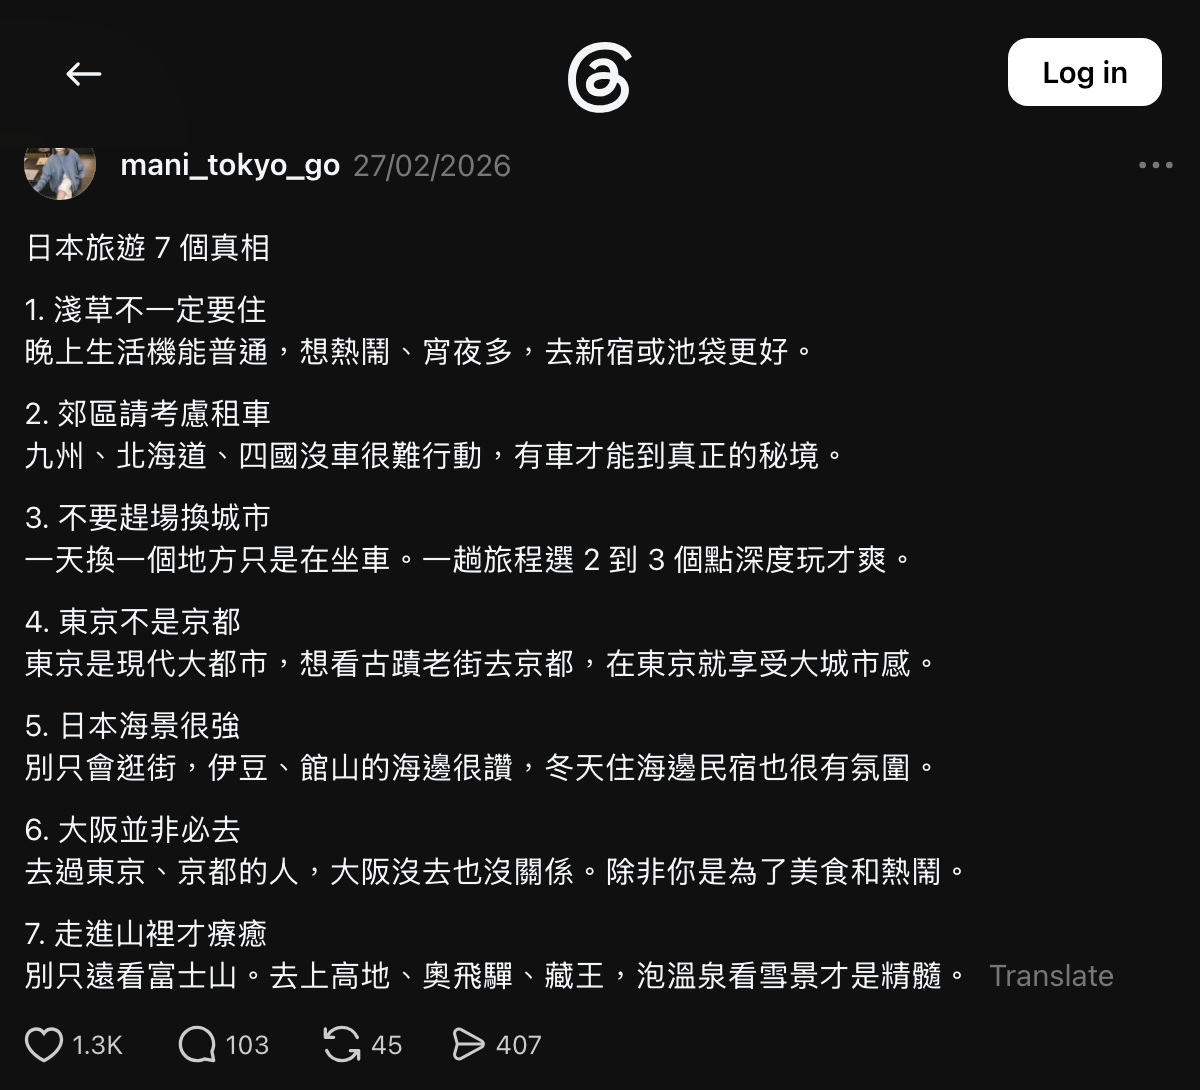 Log in
mani_tokyo_go 27/02/2026
日本旅遊 7 個真相
1. 淺草不一定要住
晚上生活機能普通，想熱鬧、宵夜多，去新宿或池袋更好。
2. 郊區請考慮租車
九州、北海道、四國沒車很難行動，有車才能到真正的秘境。
3. 不要趕場換城市
一天換一個地方只是在坐車。一趟旅程選 2 到 3 個點深度玩才爽。
4. 東京不是京都
東京是現代大都市，想看古蹟老街去京都，在東京就享受大城市感。
5. 日本海景很強
別只會逛街，伊豆、館山的海邊很讚，冬天住海邊民宿也很有氛圍。
6. 大阪並非必去
去過東京、京都的人，大阪沒去也沒關係。除非你是為了美食和熱鬧。
7. 走進山裡才療癒
別只遠看富士山。去上高地、奧飛驒、藏王，泡溫泉看雪景才是精髓。 Translate
1.3K 103 45 407